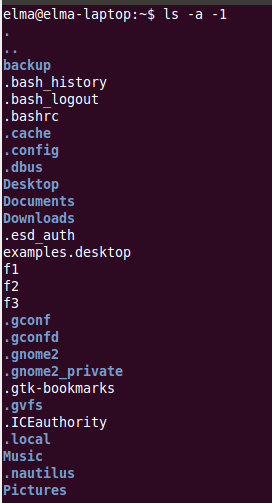 elma@elma-laptop:~$ ls -a -1
.
..
backup
.bash_history
.bash_logout
.bashrc
.cache
.config
.dbus
Desktop
Documents
Downloads
.esd_auth
examples.desktop
f1
f2
f3
.gconf
.gconfd
.gnome2
.gnome2_private
.gtk-bookmarks
.gvfs
.ICEauthority
.local
Music
.nautilus
Pictures